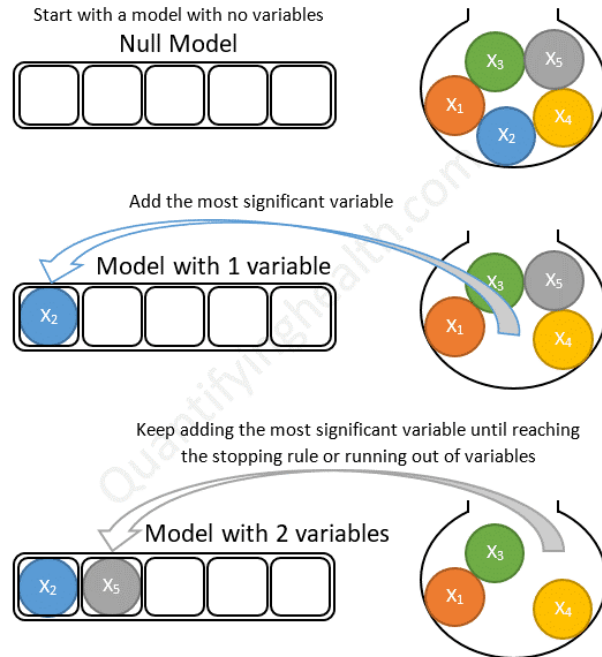 Start with a model with no variables
Null Model
X3
X5
X1
X4
X2
Add the most significant variable
Model with 1 variable
X3
X5
X2
X1
X4
Keep adding the most significant variable until reaching
the stopping rule or running out of variables
Model with 2 variables
X3
X2
X5
X1
X4
Quantifyinghealth.com